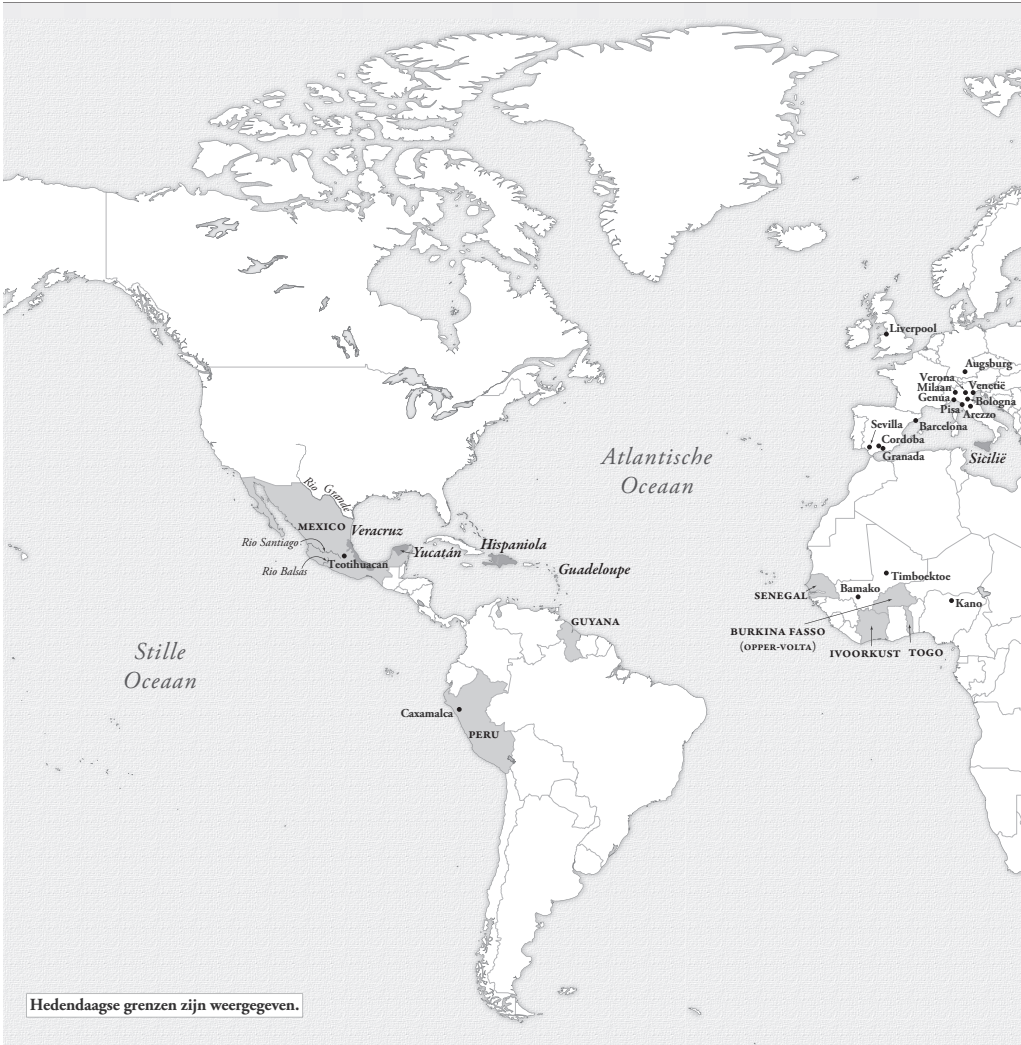 Liverpool
Augsburg
Verona
Milaan
Venetië
Genua
Bologna
Pisa
Arezzo
Sevilla
Barcelona
Cordoba
Granada
Sicilië
Atlantische
Oceaan
Rio Grande
MEXICO
Veracruz
Rio Santiago
Yucatán
Hispaniola
Teotihuacan
Rio Balsas
Guadeloupe
Timboektoe
Bamako
SENEGAL
Kano
GUYANA
BURKINA FASSO
(OPPER-VOLTA)
IVOORKUST
TOGO
Stille
Oceaan
Caxamalca
PERU
Hedendaagse grenzen zijn weergegeven.